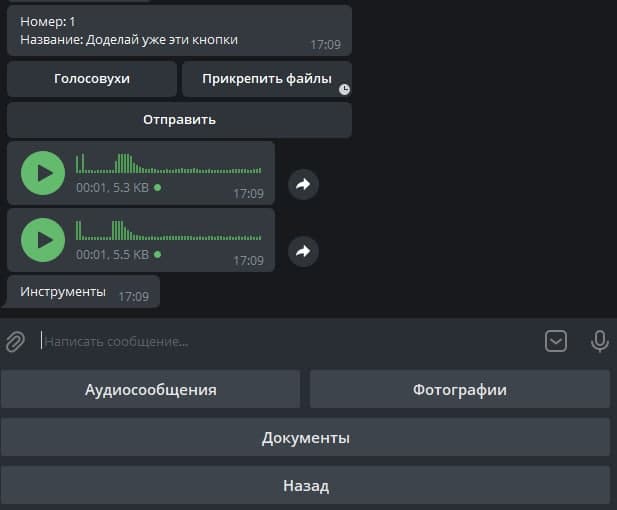 Номер: 1
Название: Доделай уже эти кнопки
17:09
Голосовухи
Прикрепить файлы
Отправить
00:01, 5.3 KB
17:09
00:01, 5.5 KB
17:09
Инструменты 17:09
Написать сообщение...
Аудиосообщения
Фотографии
Документы
Назад